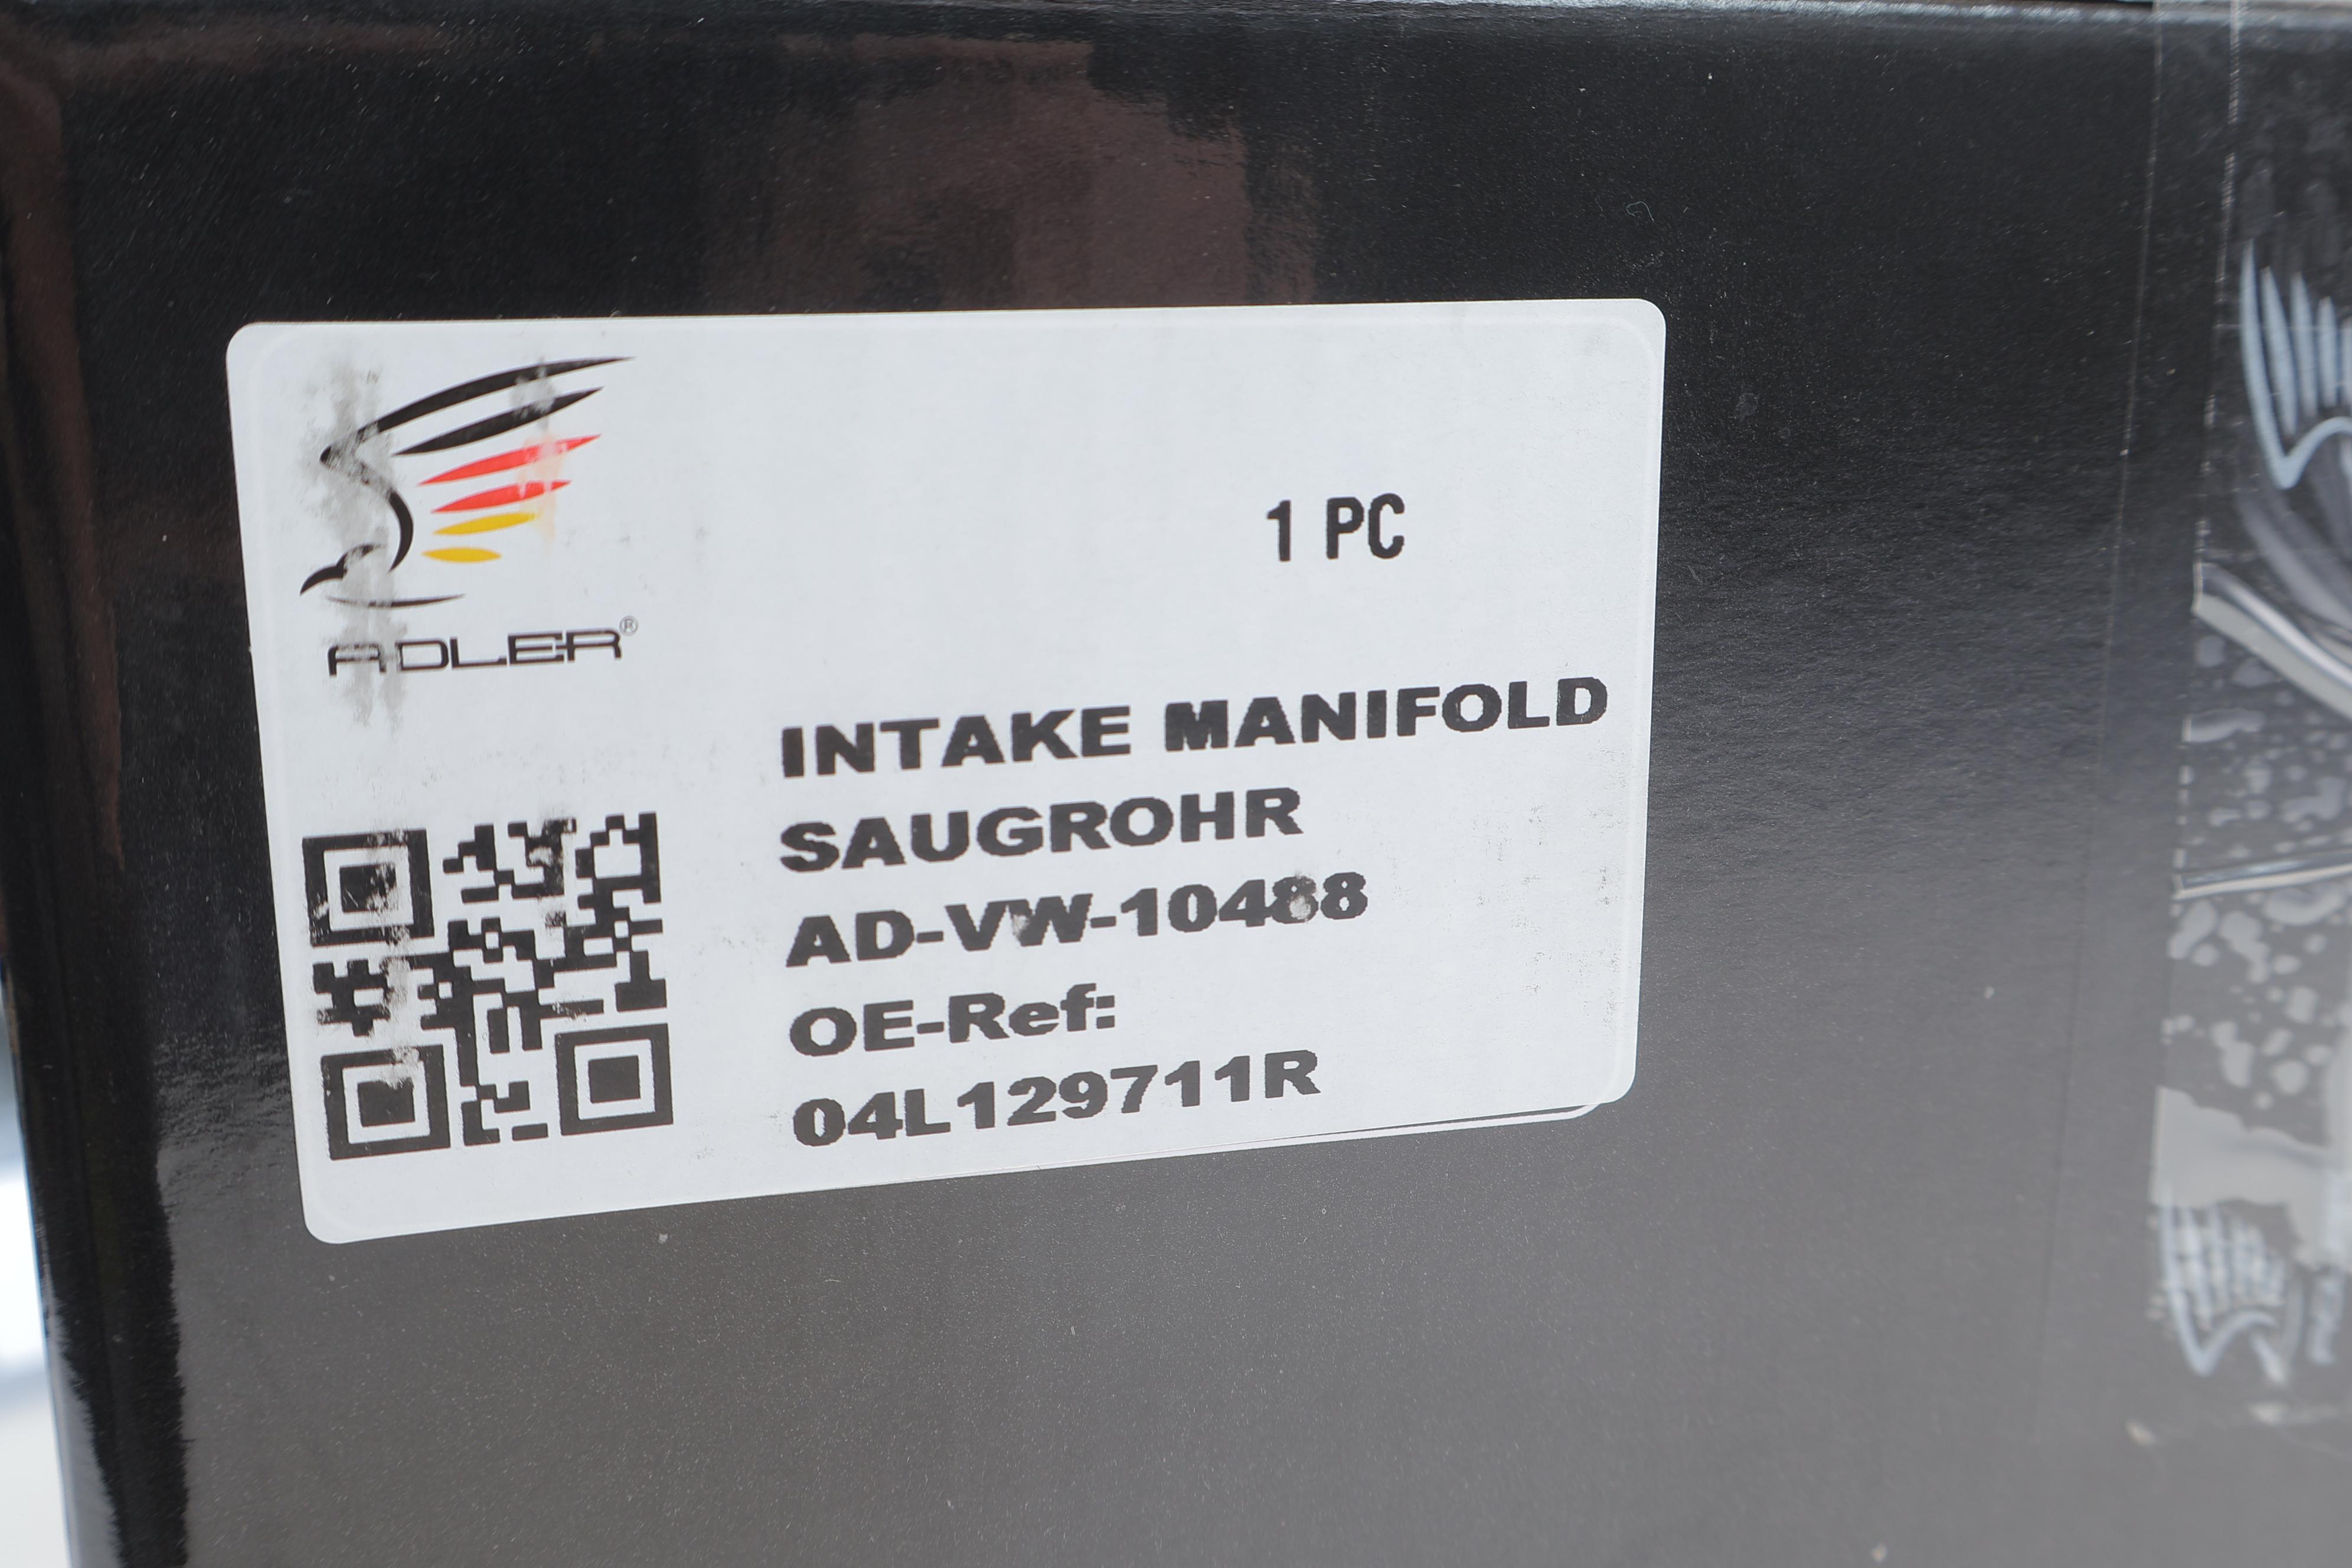 ADLER®
1 PC
INTAKE MANIFOLD
SAUGROHR
AD-VW-10488
OE-Ref:
04L129711R